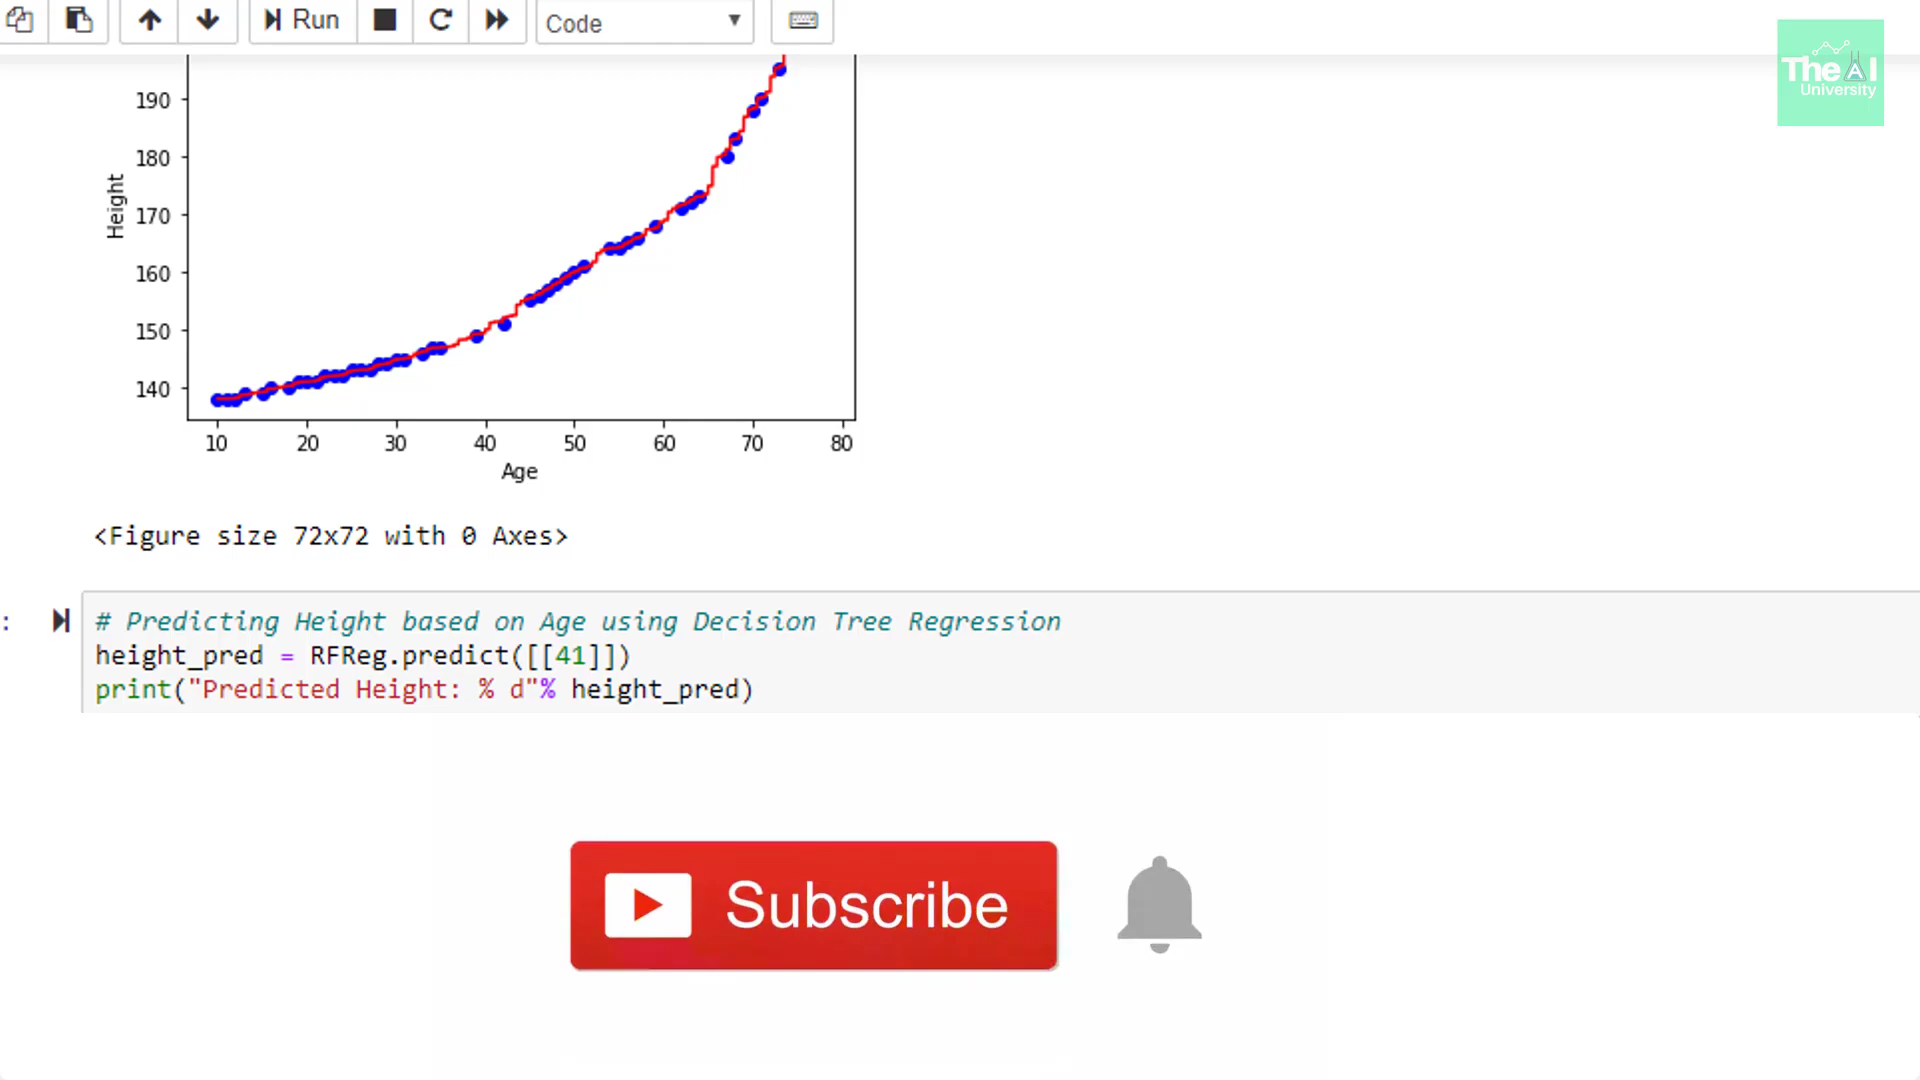 Run
Code
The AI
University
190
180
170
160
150
140
Height
10 20 30 40 50 60 70 80
Age
<Figure size 72x72 with 0 Axes>
:
# Predicting Height based on Age using Decision Tree Regression
height_pred = RFReg.predict([[41]])
print("Predicted Height: % d"% height_pred)
Subscribe